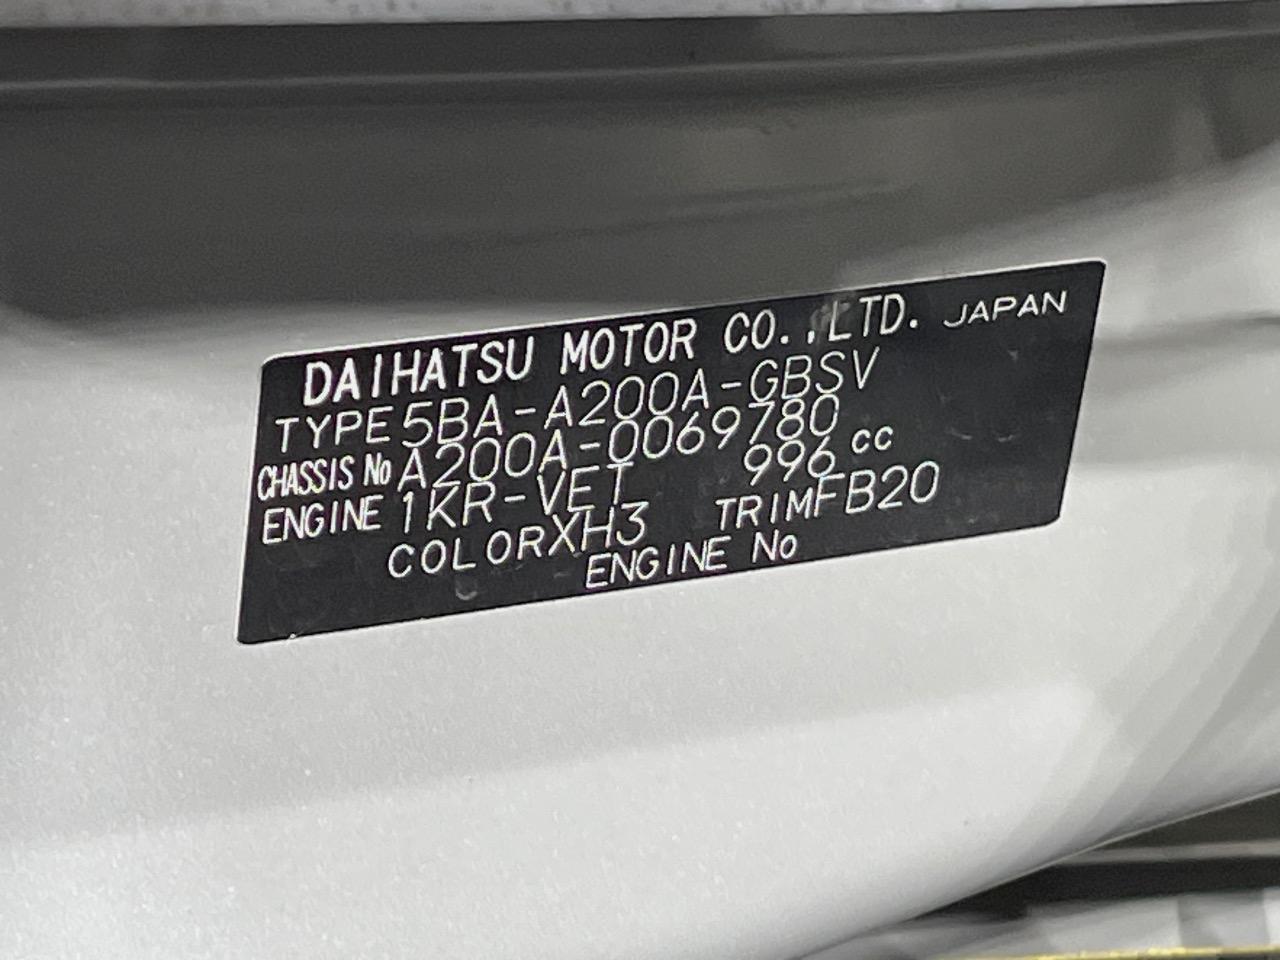 DAIHATSU MOTOR CO.,LTD. JAPAN
TYPE 5BA-A200A-GBSV
CHASSIS No A200A-0069780
ENGINE 1KR-VET 996 cc
COLOR XH3 TRIM FB20
ENGINE No